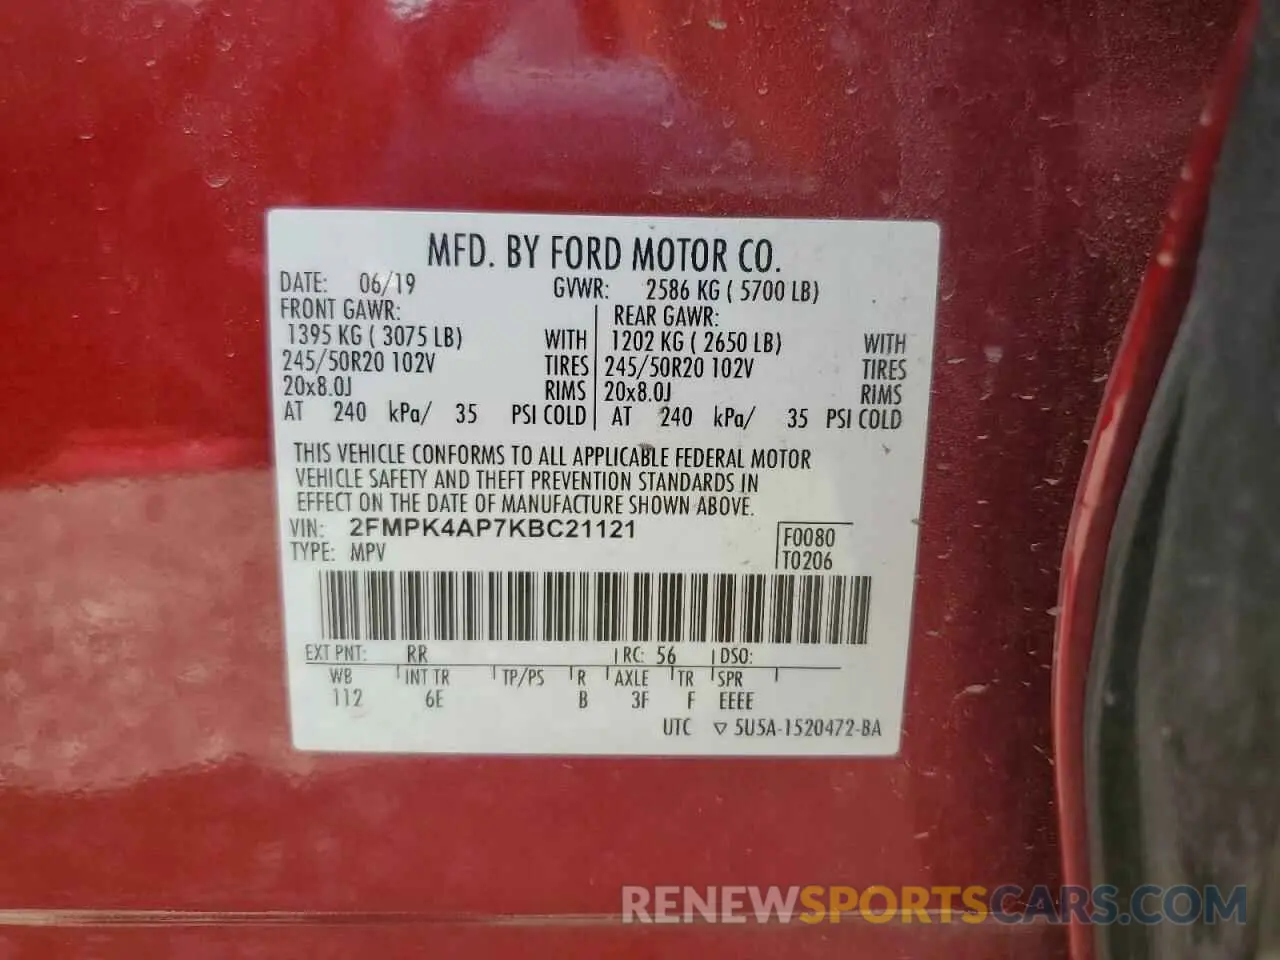 MFD. BY FORD MOTOR CO.
DATE: 06/19 GVWR: 2586 KG ( 5700 LB)
FRONT GAWR: REAR GAWR:
1395 KG ( 3075 LB) WITH 1202 KG ( 2650 LB) WITH
245/50R20 102V TIRES 245/50R20 102V TIRES
20x8.0J RIMS 20x8.0J RIMS
AT 240 kPa/ 35 PSI COLD AT 240 kPa/ 35 PSI COLD
THIS VEHICLE CONFORMS TO ALL APPLICABLE FEDERAL MOTOR
VEHICLE SAFETY AND THEFT PREVENTION STANDARDS IN
EFFECT ON THE DATE OF MANUFACTURE SHOWN ABOVE.
VIN: 2FMPK4AP7KBC21121 F0080
TYPE: MPV T0206
EXT PNT: RR RC: 56 DSO:
WB INT TR TP/PS R AXLE TR SPR
112 6E B 3F F EEEE
UTC ▽ 5U5A-1520472-BA
RENEWSPORTSCARS.COM